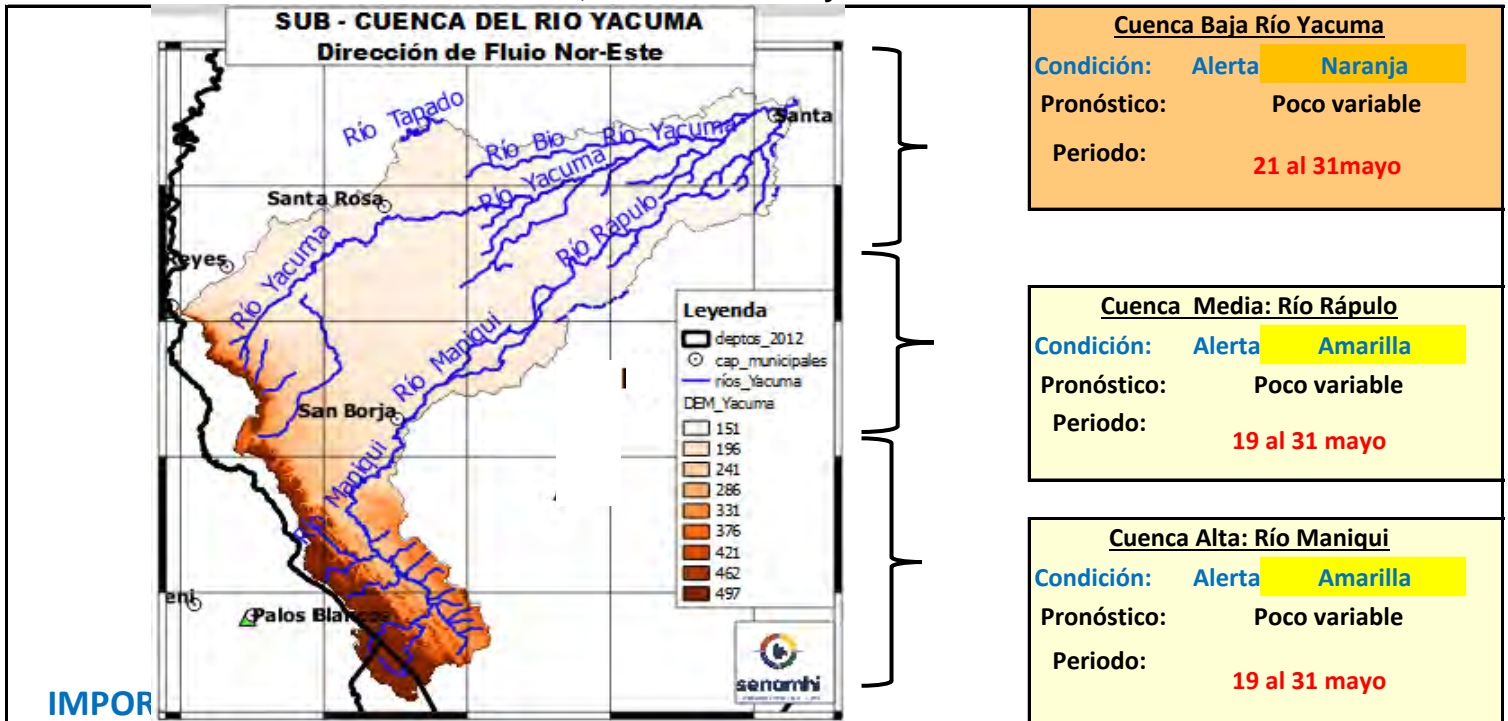 SUB - CUENCA DEL RIO YACUMA
Dirección de Fluio Nor-Este
Río Tapado
Río Bio
Río Yacuma
Santa
Río Yacuma
Santa Rosa
Río Rápulo
Reyes
Río Yacuma
Río Maniqui
San Borja
Río Maniqui
eni
Palos Blancos
Leyenda
deptos_2012
cap_municipales
ríos_Yacuma
DEM_Yacuma
151
196
241
286
331
376
421
462
497
senamhi
IMPOR
Cuenca Baja Río Yacuma
Condición: Alerta Naranja
Pronóstico: Poco variable
Periodo: 21 al 31mayo
Cuenca Media: Río Rápulo
Condición: Alerta Amarilla
Pronóstico: Poco variable
Periodo: 19 al 31 mayo
Cuenca Alta: Río Maniqui
Condición: Alerta Amarilla
Pronóstico: Poco variable
Periodo: 19 al 31 mayo